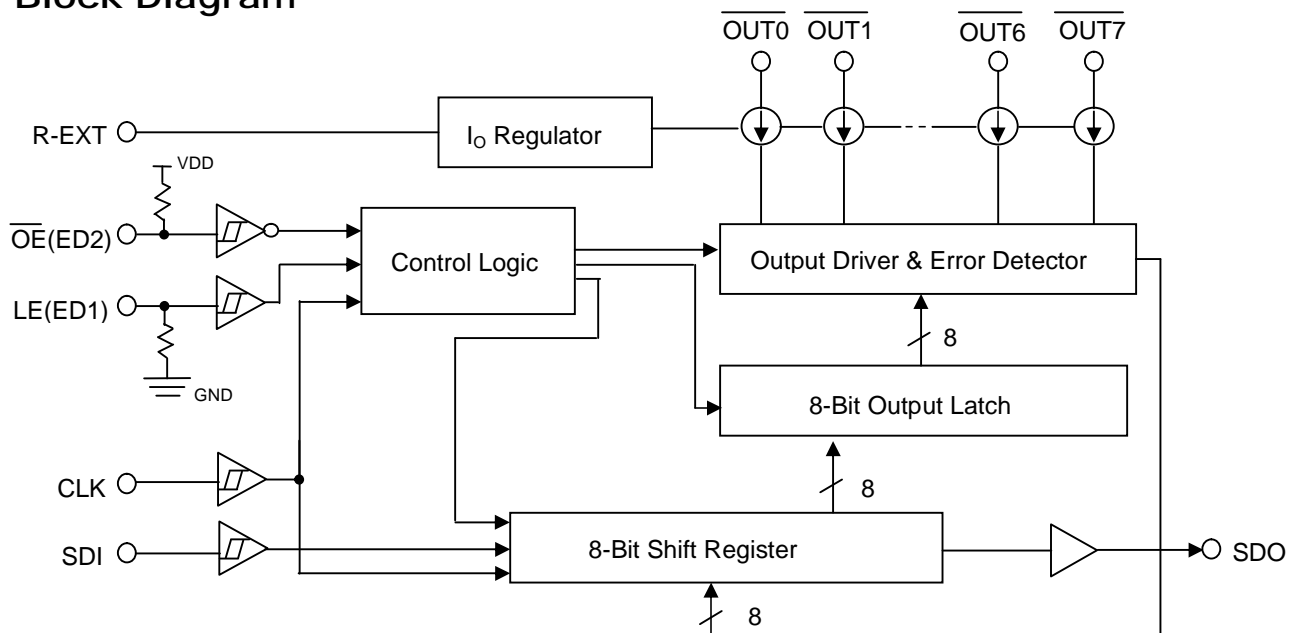 Block Diagram
OUT0 OUT1 OUT6 OUT7
R-EXT
IO Regulator
VDD
OE(ED2)
Control Logic
Output Driver & Error Detector
LE(ED1)
8
GND
8-Bit Output Latch
CLK
8
SDI
8-Bit Shift Register
SDO
8